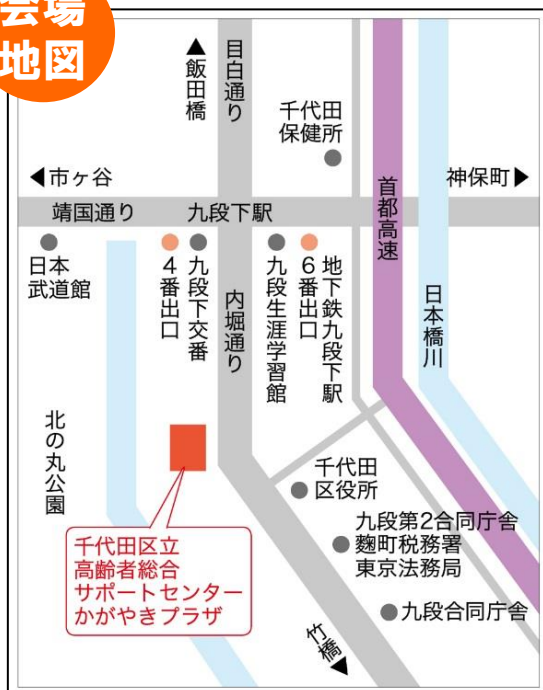 会場
地図
▲飯田橋
目白通り
千代田
保健所
◀市ヶ谷
神保町▶
靖国通り
九段下駅
首都高速
日本
武道館
4番出口
九段下交番
内堀通り
九段生涯学習館
6番出口
地下鉄九段下駅
日本橋川
北の丸公園
千代田
区役所
九段第2合同庁舎
麴町税務署
東京法務局
千代田区立
高齢者総合
サポートセンター
かがやきプラザ
九段合同庁舎
竹橋▼